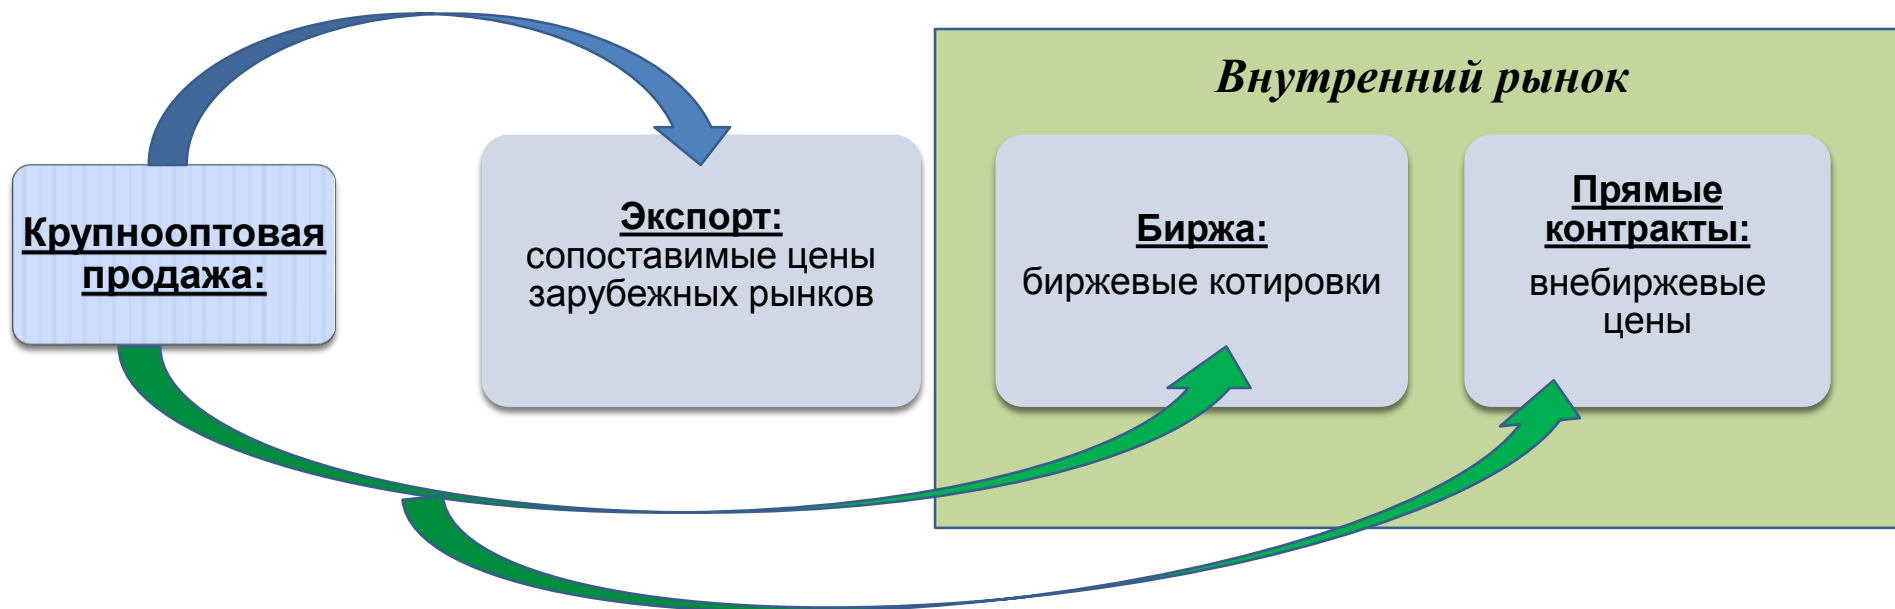 Внутренний рынок
Крупнооптовая
продажа:
Экспорт:
сопоставимые цены
зарубежных рынков
Биржа:
биржевые котировки
Прямые
контракты:
внебиржевые
цены